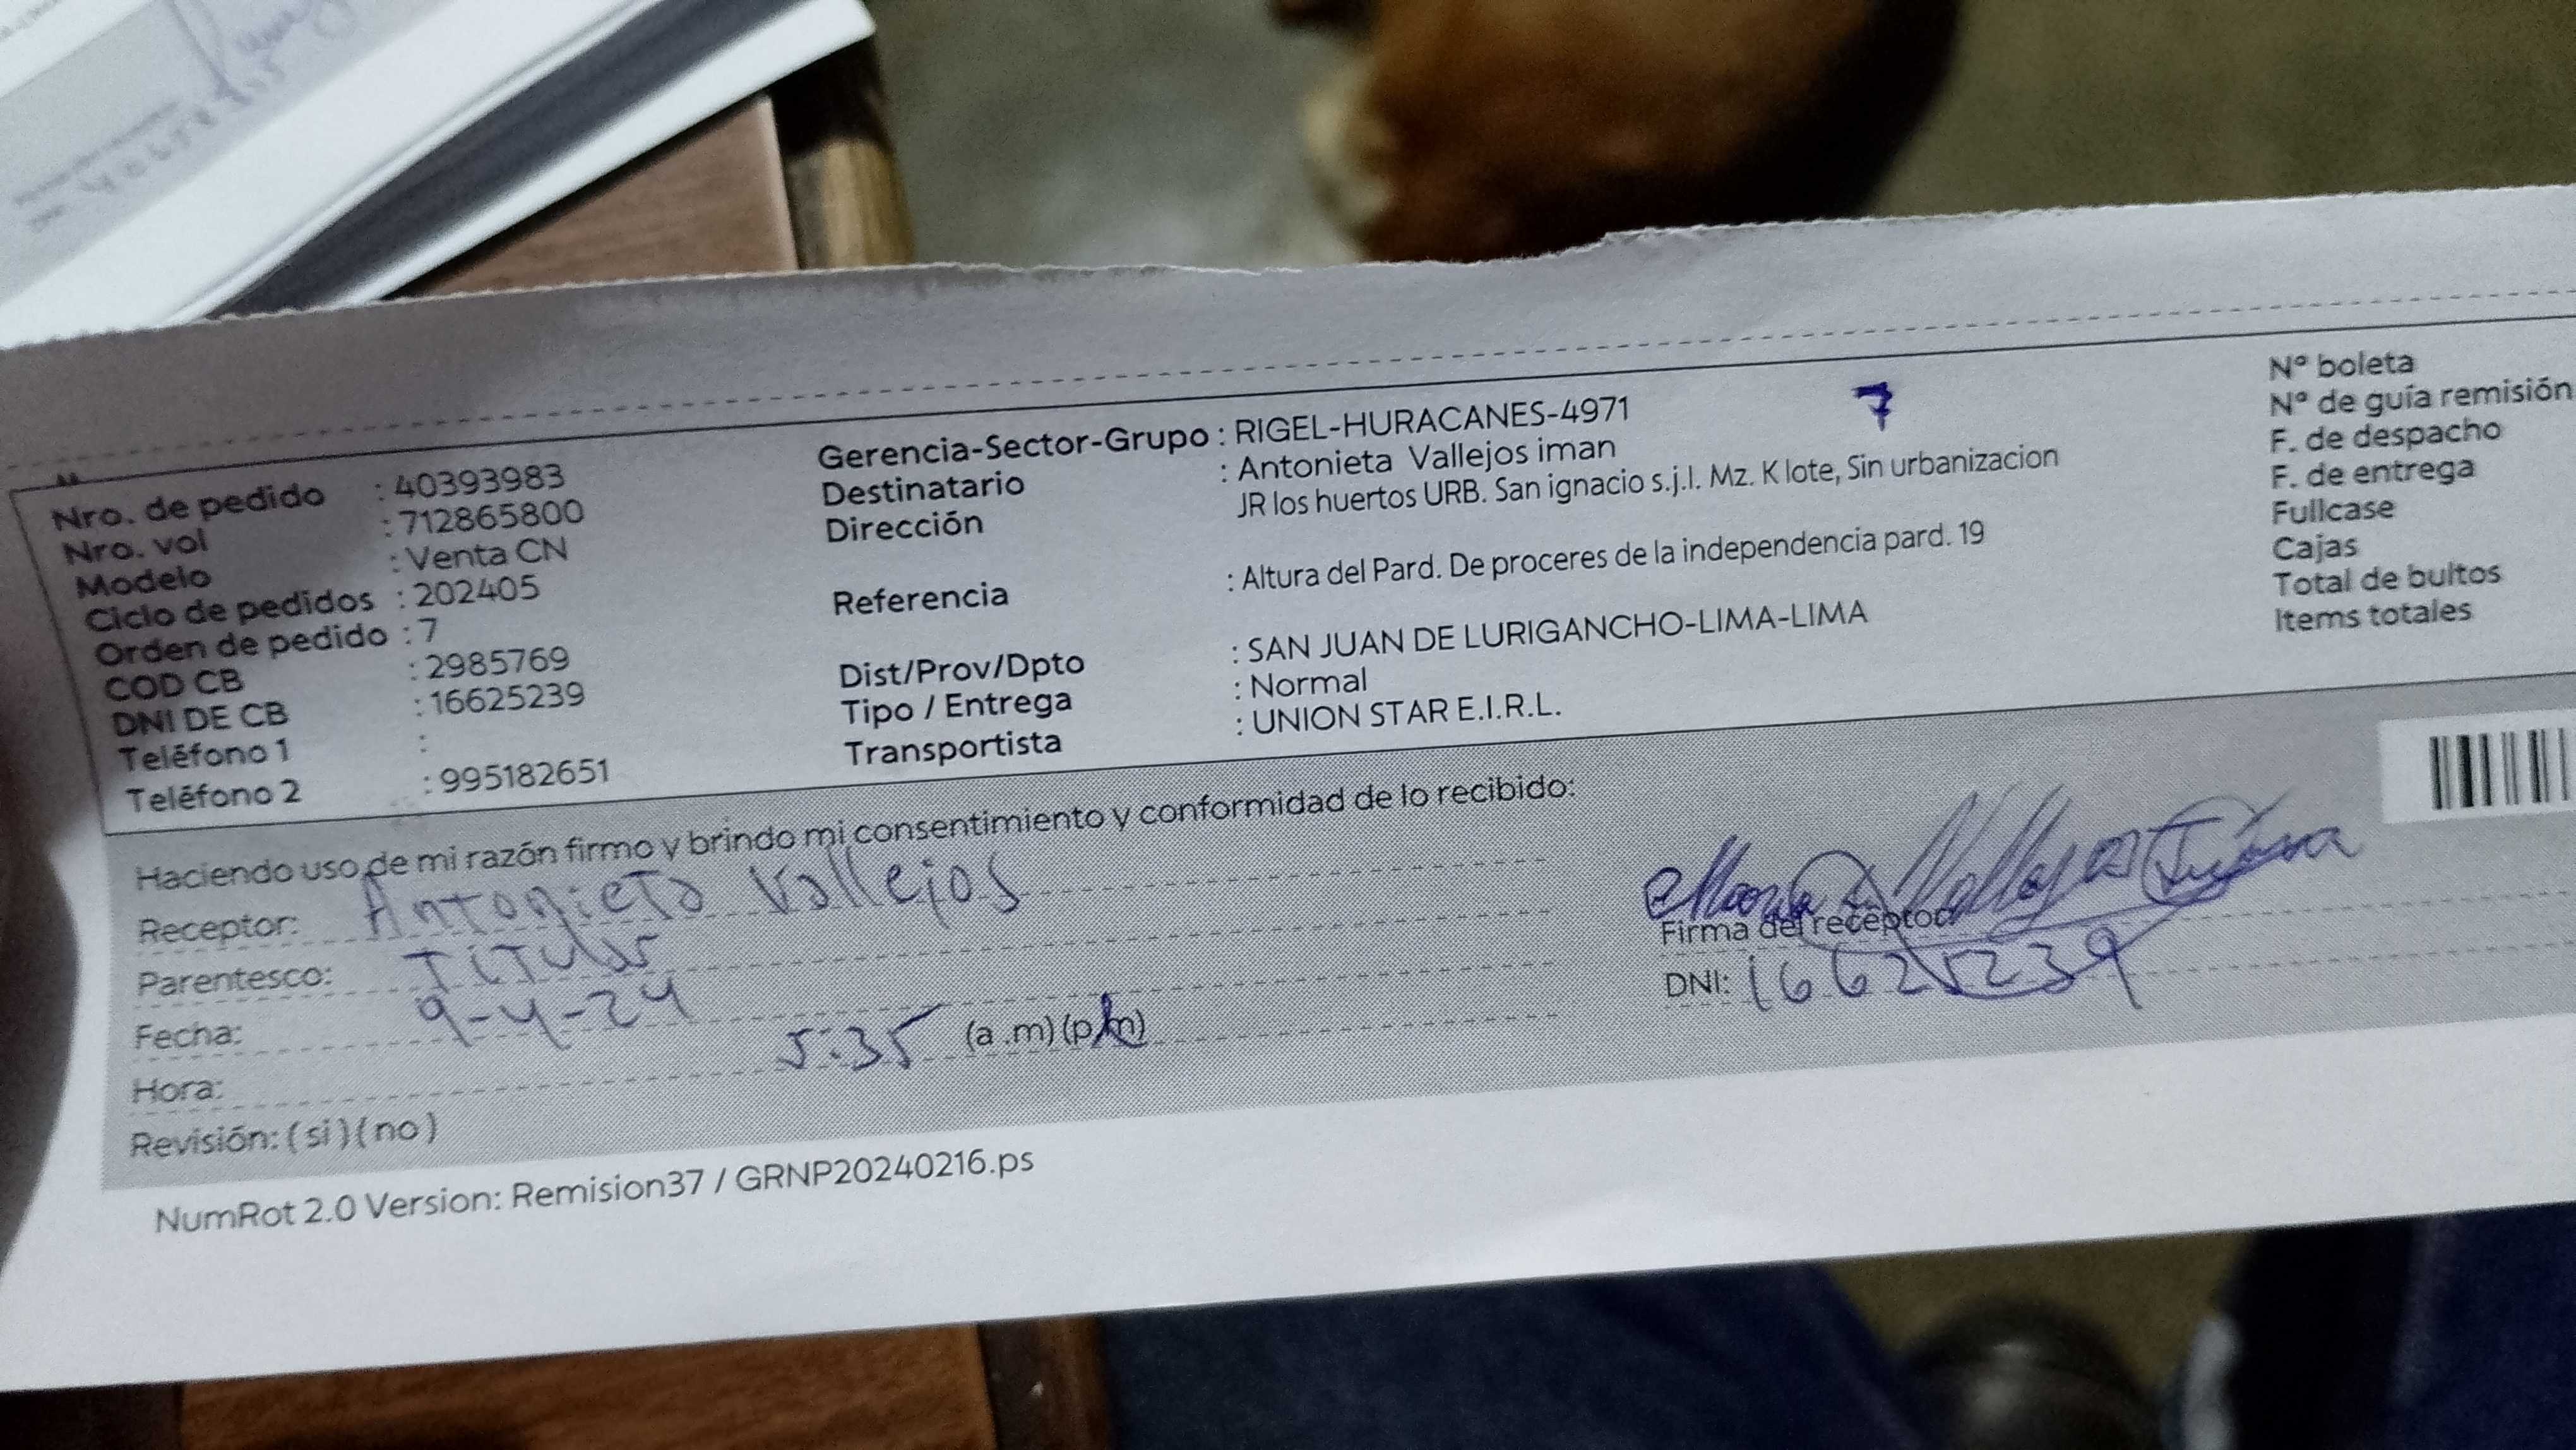 Nro. de pedido : 40393983
Nro. vol : 712865800
Modelo : Venta CN
Ciclo de pedidos : 202405
Orden de pedido : 7
COD CB : 2985769
DNI DE CB : 16625239
Teléfono 1 :
Teléfono 2 : 995182651
Gerencia-Sector-Grupo : RIGEL-HURACANES-4971
Destinatario : Antonieta Vallejos iman
Dirección JR los huertos URB. San ignacio s.j.l. Mz. K lote, Sin urbanizacion
Referencia : Altura del Pard. De proceres de la independencia pard. 19
Dist/Prov/Dpto : SAN JUAN DE LURIGANCHO-LIMA-LIMA
Tipo / Entrega : Normal
Transportista : UNION STAR E.I.R.L.
7
N° boleta
N° de guía remisión
F. de despacho
F. de entrega
Fullcase
Cajas
Total de bultos
Items totales
Haciendo uso de mi razón firmo y brindo mi consentimiento y conformidad de lo recibido:
Receptor: Antonieta Vallejos
Parentesco: Titular
Fecha: 9-4-24
Hora: 5:35 (a.m)(p.m)
Revisión: (si)(no)
Firma del receptor
DNI: 16625239
NumRot 2.0 Version: Remision37 / GRNP20240216.ps